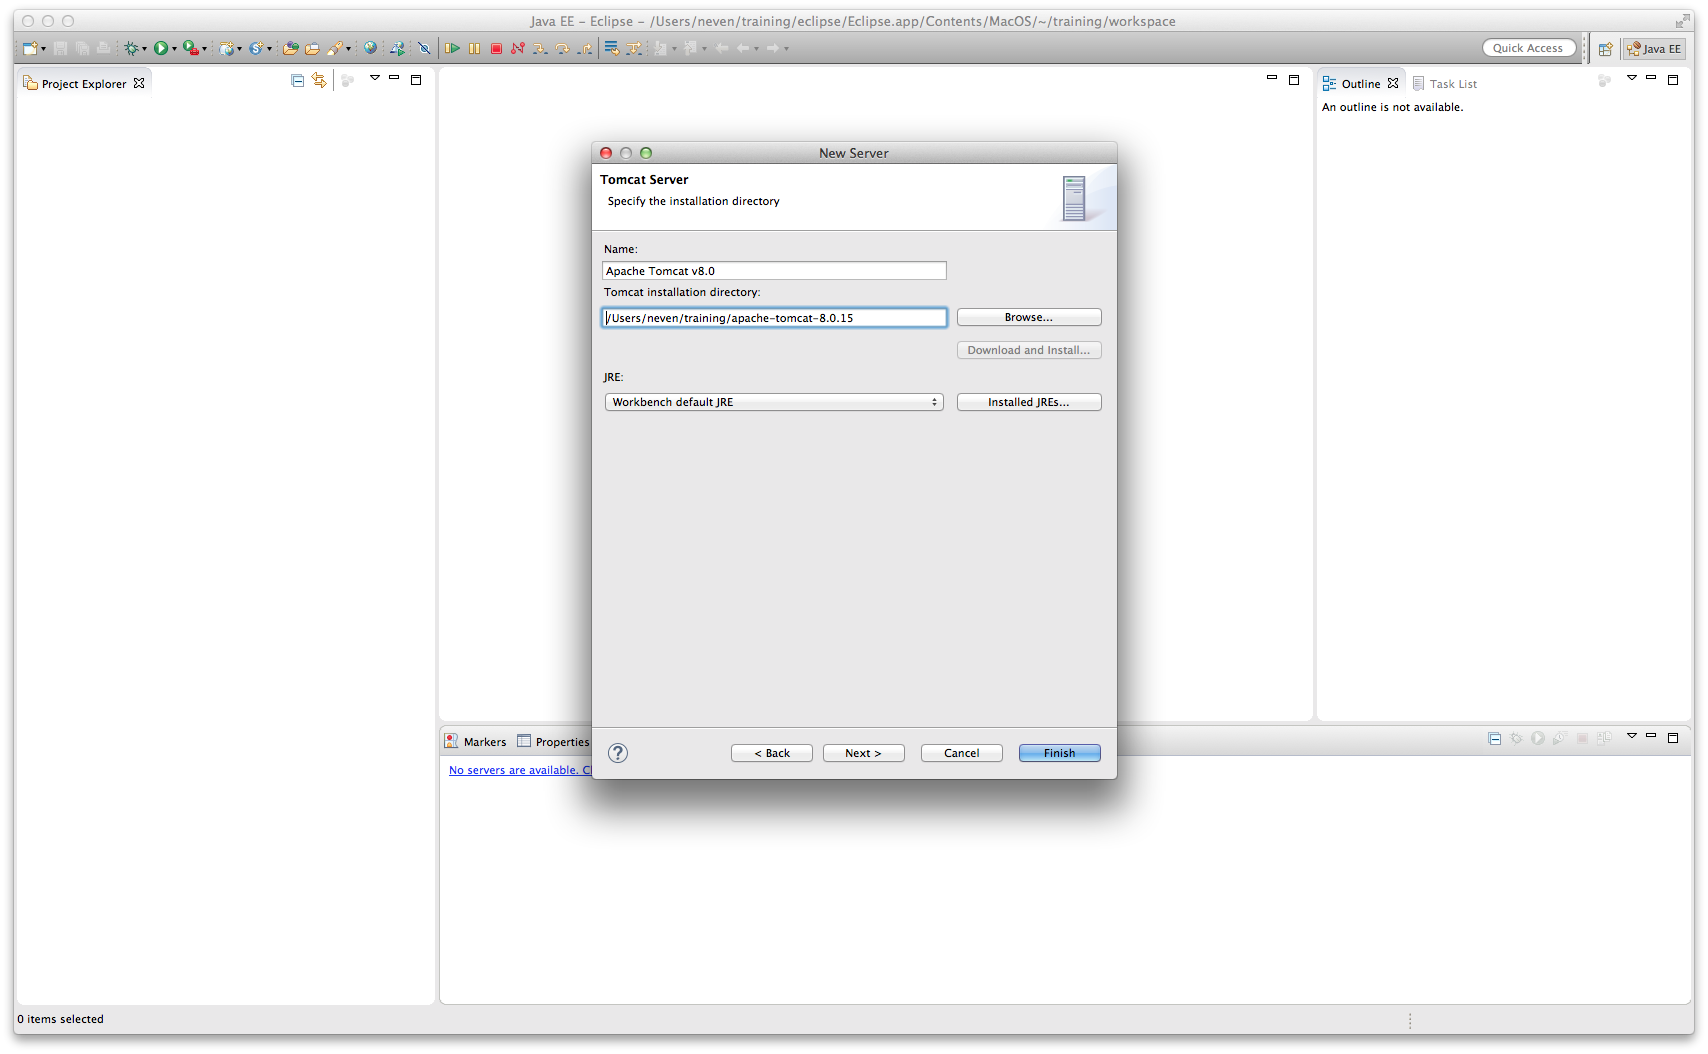 Java EE – Eclipse – /Users/neven/training/eclipse/Eclipse.app/Contents/MacOS/~/training/workspace
Quick Access
Java EE
Project Explorer
Outline
Task List
An outline is not available.
New Server
Tomcat Server
Specify the installation directory
Name:
Apache Tomcat v8.0
Tomcat installation directory:
/Users/neven/training/apache-tomcat-8.0.15
Browse...
Download and Install...
JRE:
Workbench default JRE
Installed JREs...
?
< Back
Next >
Cancel
Finish
Markers
Properties
No servers are available. C
0 items selected